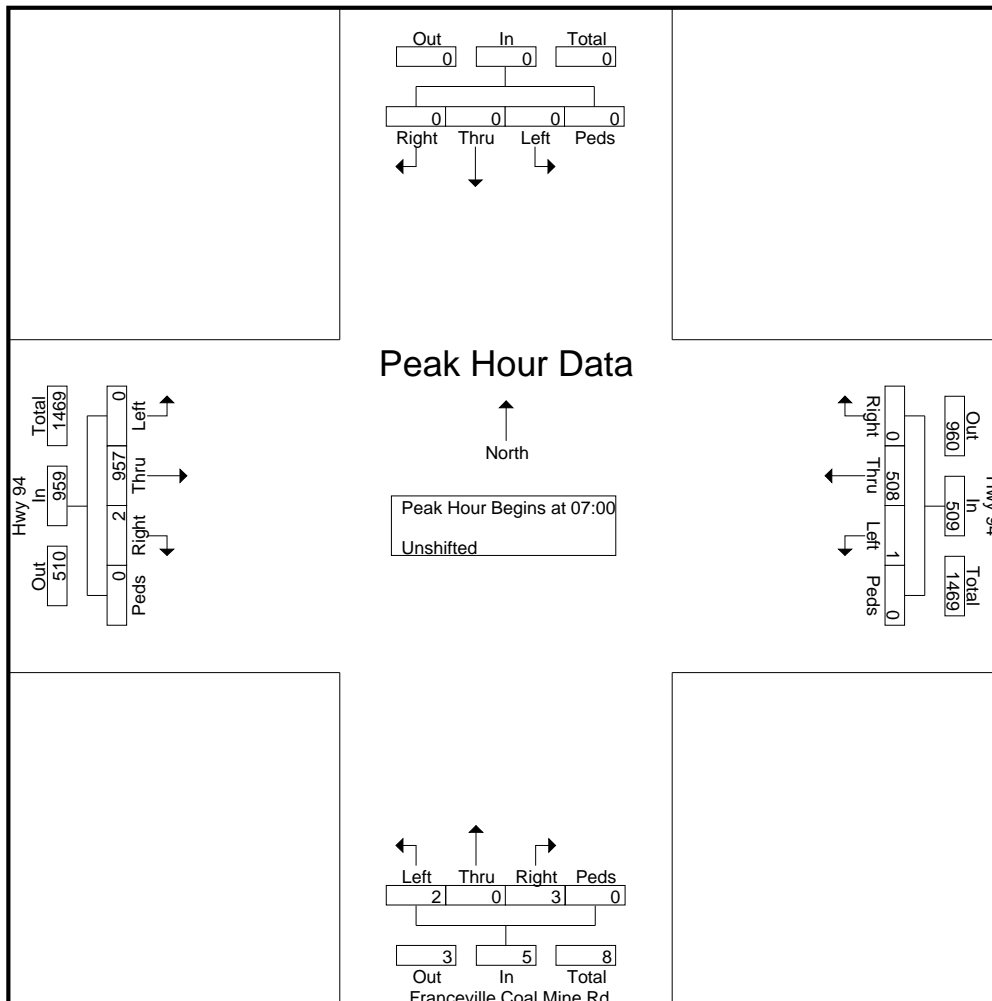 Out In Total
0 0 0
0 0 0 0
Right Thru Left Peds
Peak Hour Data
North
Peak Hour Begins at 07:00
Unshifted
Hwy 94
Total In Out
1469 959 510
0 957 2 0
Left Thru Right Peds
Right Thru Left Peds
0 508 1 0
960 509 1469
Out In Total
Hwy 94
Left Thru Right Peds
2 0 3 0
3 5 8
Out In Total
Franceville Coal Mine Rd